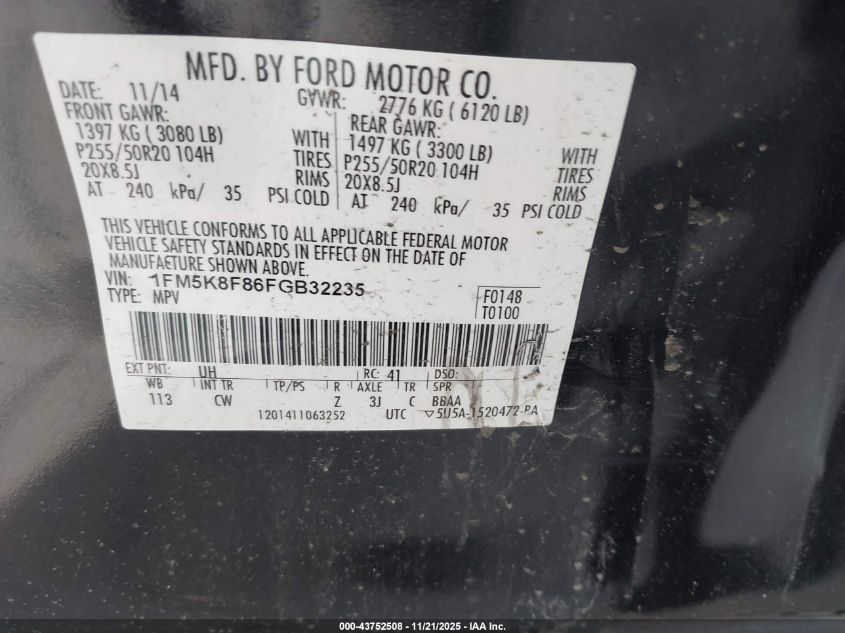 MFD. BY FORD MOTOR CO.
DATE: 11/14 GVWR: 2776 KG ( 6120 LB)
FRONT GAWR: REAR GAWR:
1397 KG ( 3080 LB) WITH 1497 KG ( 3300 LB) WITH
P255/50R20 104H TIRES P255/50R20 104H TIRES
20X8.5J RIMS 20X8.5J RIMS
AT 240 kPa/ 35 PSI COLD AT 240 kPa/ 35 PSI COLD
THIS VEHICLE CONFORMS TO ALL APPLICABLE FEDERAL MOTOR
VEHICLE SAFETY STANDARDS IN EFFECT ON THE DATE OF
MANUFACTURE SHOWN ABOVE.
VIN: 1FM5K8F86FGB32235 F0148
TYPE: MPV T0100
EXT PNT: UH RC: 41 DSO:
WB INT TR TP/PS R AXLE TR SPR
113 CW Z 3J C BBAA
1201411063252 UTC ▽5U5A-1520472-PA
000-43752508 - 11/21/2025 - IAA Inc.